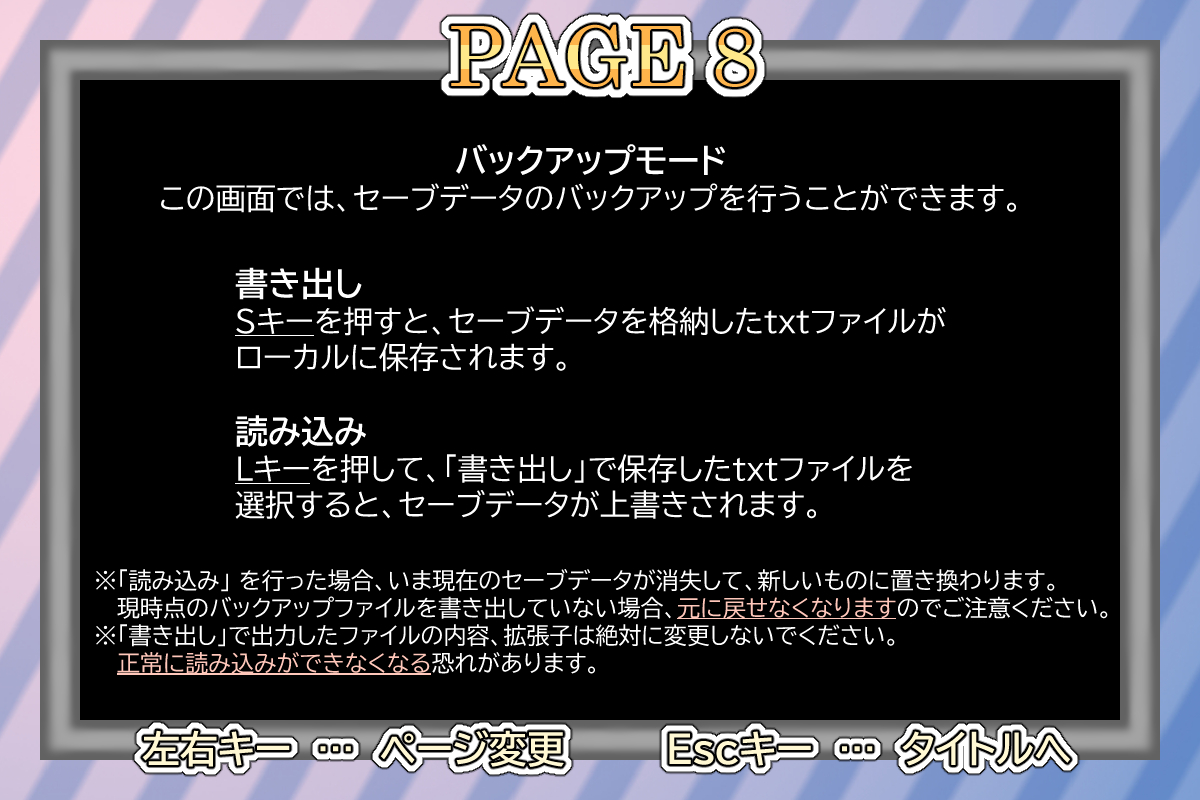 PAGE 8
バックアップモード
この画面では、セーブデータのバックアップを行うことができます。
書き出し
Sキーを押すと、セーブデータを格納したtxtファイルが
ローカルに保存されます。
読み込み
Lキーを押して、「書き出し」で保存したtxtファイルを
選択すると、セーブデータが上書きされます。
※「読み込み」 を行った場合、いま現在のセーブデータが消失して、新しいものに置き換わります。
現時点のバックアップファイルを書き出していない場合、元に戻せなくなりますのでご注意ください。
※「書き出し」で出力したファイルの内容、拡張子は絶対に変更しないでください。
正常に読み込みができなくなる恐れがあります。
左右キー … ページ変更 Escキー … タイトルへ